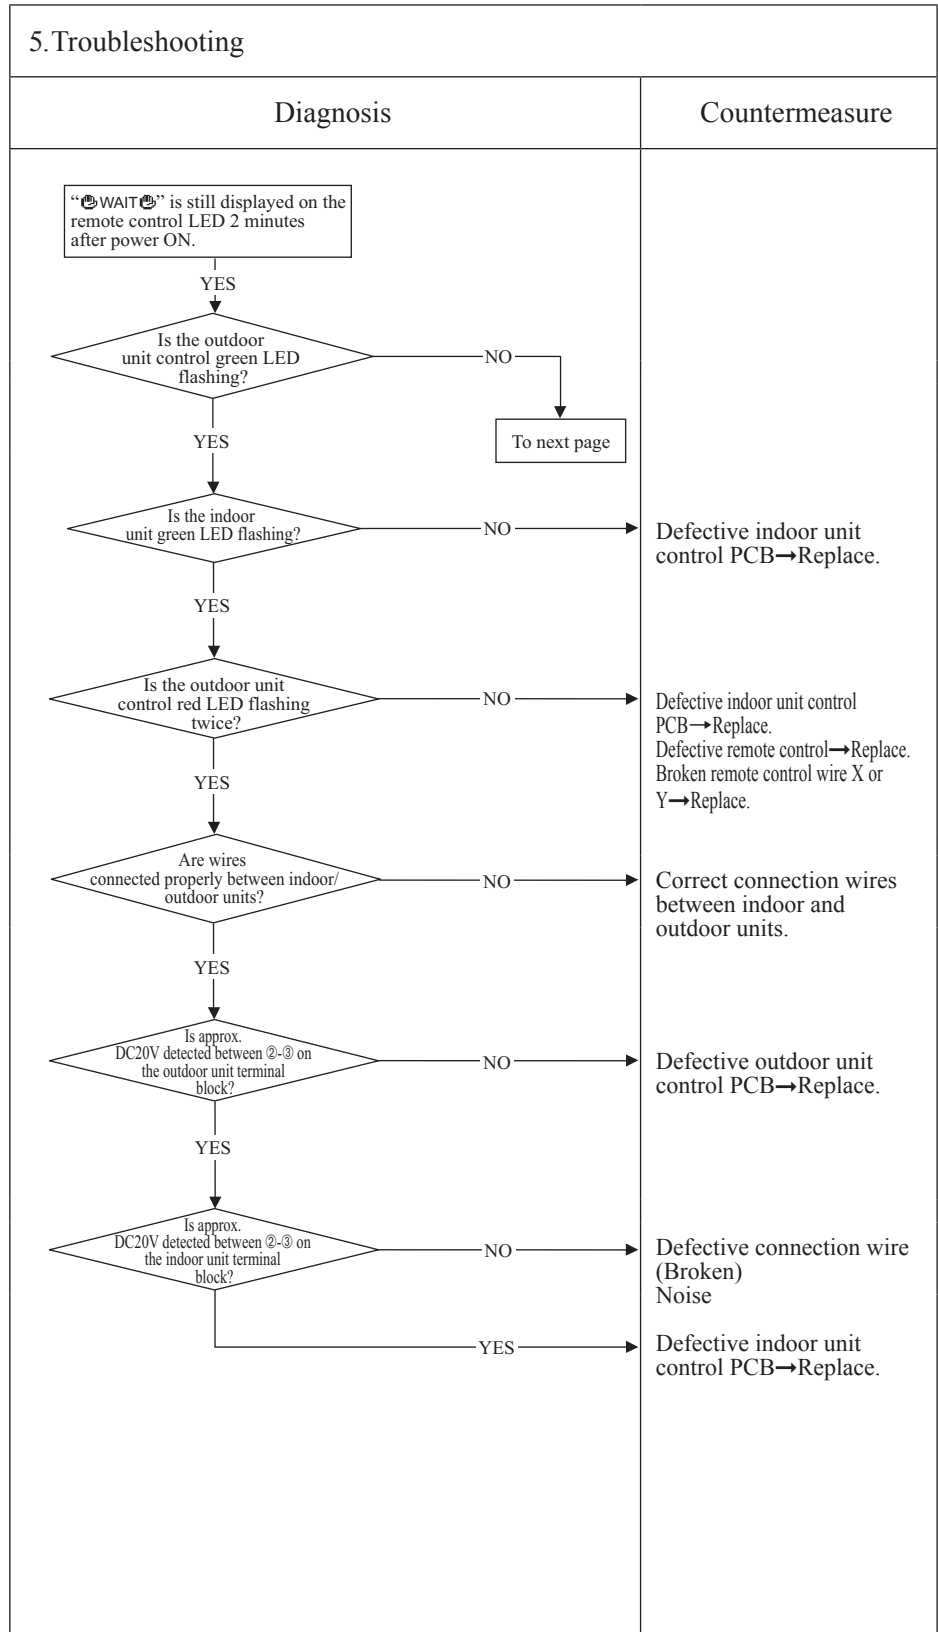 5.Troubleshooting
Diagnosis
Countermeasure
“WAIT” is still displayed on the
remote control LED 2 minutes
after power ON.
YES
Is the outdoor
unit control green LED
flashing?
NO
To next page
YES
Is the indoor
unit green LED flashing?
NO
Defective indoor unit
control PCB→Replace.
YES
Is the outdoor unit
control red LED flashing
twice?
NO
Defective indoor unit control
PCB→Replace.
Defective remote control→Replace.
Broken remote control wire X or
Y→Replace.
YES
Are wires
connected properly between indoor/
outdoor units?
NO
Correct connection wires
between indoor and
outdoor units.
YES
Is approx.
DC20V detected between ②-③ on
the outdoor unit terminal
block?
NO
Defective outdoor unit
control PCB→Replace.
YES
Is approx.
DC20V detected between ②-③ on
the indoor unit terminal
block?
NO
Defective connection wire
(Broken)
Noise
YES
Defective indoor unit
control PCB→Replace.